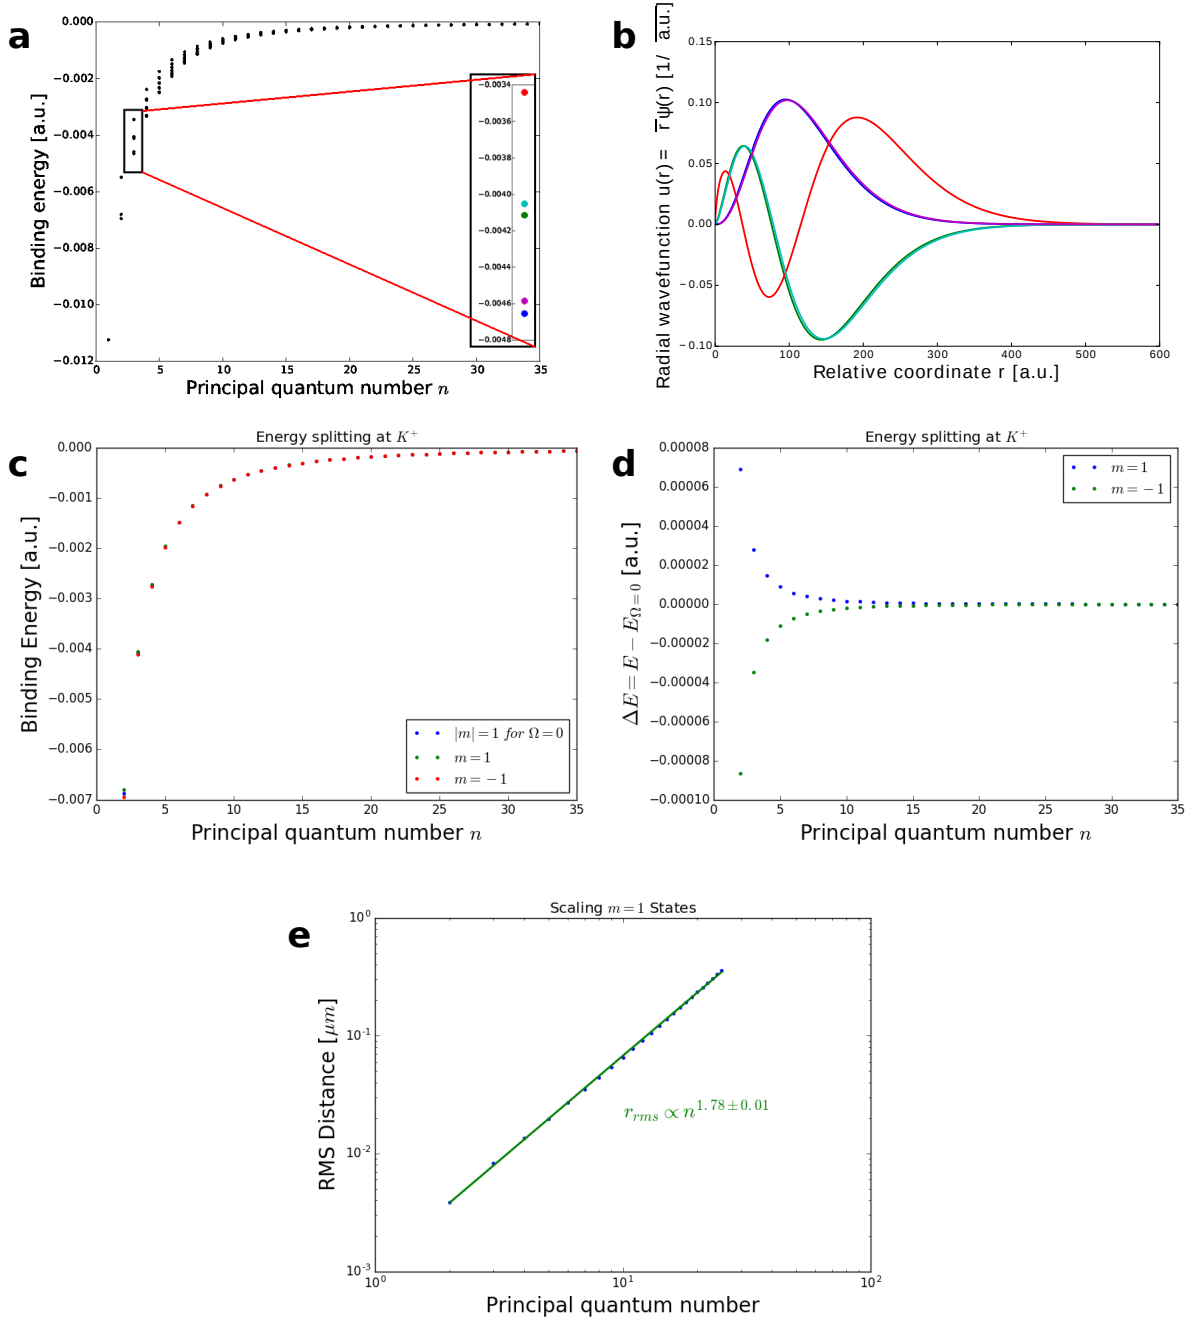 a
0.000
−0.002
−0.004
−0.006
−0.008
−0.010
−0.012
0 5 10 15 20 25 30 35
Binding energy [a.u.]
Principal quantum number n
−0.0034
−0.0036
−0.0038
−0.0040
−0.0042
−0.0044
−0.0046
−0.0048
b
0.15
0.10
0.05
0.00
−0.05
−0.10
0 100 200 300 400 500 600
Radial wavefunction u(r) = r ψ(r) [1/ a.u.]
Relative coordinate r [a.u.]
c
Energy splitting at K⁺
0.000
−0.001
−0.002
−0.003
−0.004
−0.005
−0.006
−0.007
0 5 10 15 20 25 30 35
Binding Energy [a.u.]
Principal quantum number n
|m| = 1 for Ω = 0
m = 1
m = −1
d
Energy splitting at K⁺
0.00008
0.00006
0.00004
0.00002
0.00000
−0.00002
−0.00004
−0.00006
−0.00008
−0.00010
0 5 10 15 20 25 30 35
ΔE = E − E_{Ω=0} [a.u.]
Principal quantum number n
m = 1
m = −1
e
Scaling m = 1 States
10⁰
10⁻¹
10⁻²
10⁻³
10⁰ 10¹ 10²
RMS Distance [μm]
Principal quantum number
r_{rms} ∝ n^{1.78±0.01}